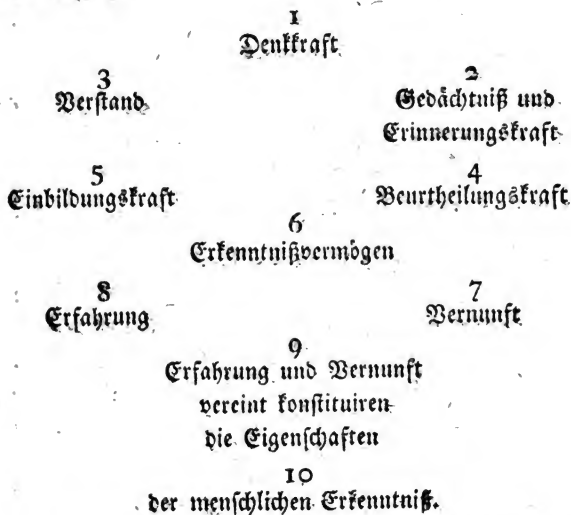 1
Denkkraft
3 2
Verstand Gedächtniß und
Erinnerungskraft
5 4
Einbildungskraft Beurtheilungskraft
6
Erkenntnißvermögen
8 7
Erfahrung Vernunft
9
Erfahrung und Vernunft
vereint konstituiren
die Eigenschaften
10
der menschlichen Erkenntniß.